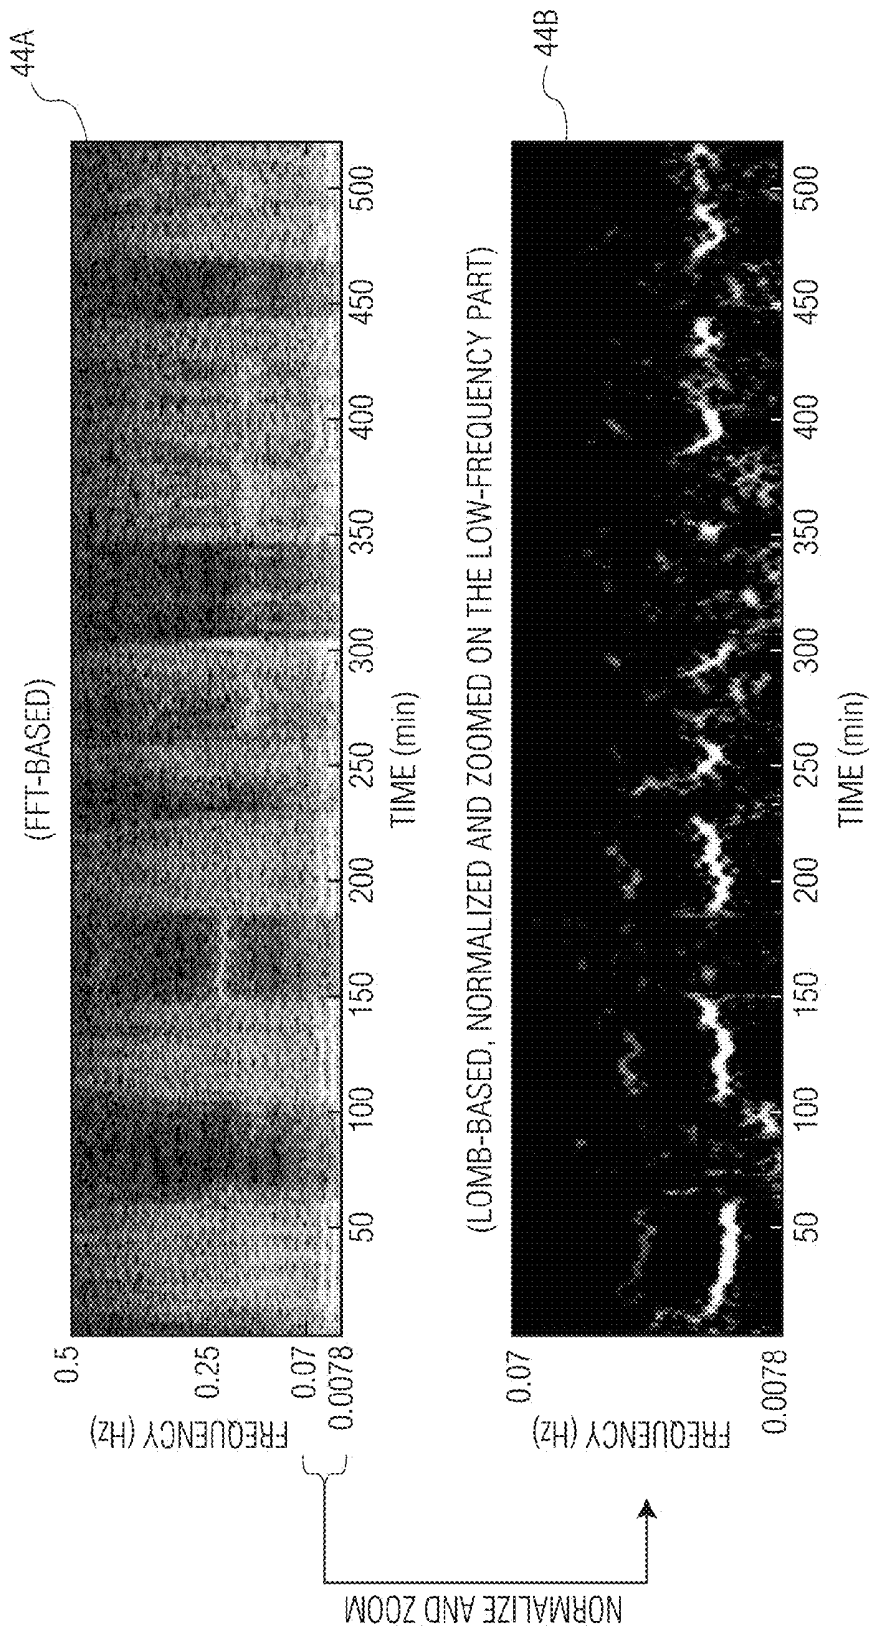 44A
(FFT-BASED)
FREQUENCY (Hz)
0.5
0.25
0.07
0.0078
50
100
150
200
250
300
350
400
450
500
TIME (min)
NORMALIZE AND ZOOM
44B
(LOMB-BASED, NORMALIZED AND ZOOMED ON THE LOW-FREQUENCY PART)
FREQUENCY (Hz)
0.07
0.0078
50
100
150
200
250
300
350
400
450
500
TIME (min)